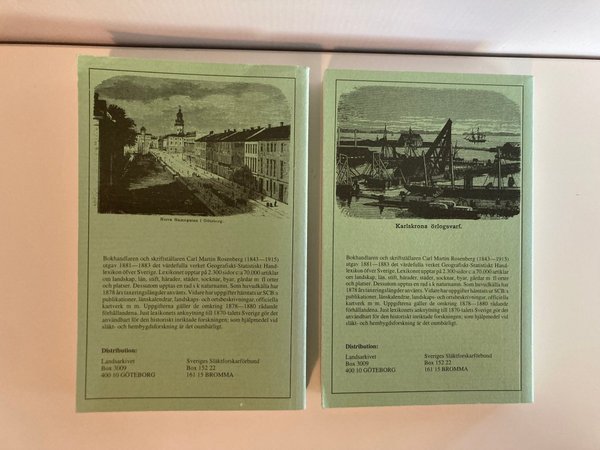 Norra Hamngatan i Göteborg.
Bokhandlaren och skriftställaren Carl Martin Rosenberg (1843—1915)
utgav 1881—1883 det värdefulla verket Geografiskt-Statistiskt Hand-
lexikon öfver Sverige. Lexikonet upptar på 2.300 sidor c:a 70.000 artiklar
om landskap, län, stift, härader, städer, socknar, byar, gårdar m fl orter
och platser. Dessutom upptas en rad s k naturnamn. Som huvudkälla har
1878 års taxeringslängder använts. Vidare har uppgifter hämtats ur SCB:s
publikationer, länskalendrar, landskaps- och ortsbeskrivningar, officiella
kartverk m m. Uppgifterna gäller de omkring 1878—1880 rådande
förhållandena. Just lexikonets anknytning till 1870-talets Sverige gör det
användbart för den historiskt inriktade forskningen; som hjälpmedel vid
släkt- och hembygdsforskning är det oumbärligt.
Distribution:
Landsarkivet Sveriges Släktforskarförbund
Box 3009 Box 152 22
400 10 GÖTEBORG 161 15 BROMMA
Karlskrona örlogsvarf.
Bokhandlaren och skriftställaren Carl Martin Rosenberg (1843—1915)
utgav 1881—1883 det värdefulla verket Geografiskt-Statistiskt Hand-
lexikon öfver Sverige. Lexikonet upptar på 2.300 sidor c:a 70.000 artiklar
om landskap, län, stift, härader, städer, socknar, byar, gårdar m fl orter
och platser. Dessutom upptas en rad s k naturnamn. Som huvudkälla har
1878 års taxeringslängder använts. Vidare har uppgifter hämtats ur SCB:s
publikationer, länskalendrar, landskaps- och ortsbeskrivningar, officiella
kartverk m m. Uppgifterna gäller de omkring 1878—1880 rådande
förhållandena. Just lexikonets anknytning till 1870-talets Sverige gör det
användbart för den historiskt inriktade forskningen; som hjälpmedel vid
släkt- och hembygdsforskning är det oumbärligt.
Distribution:
Landsarkivet Sveriges Släktforskarförbund
Box 3009 Box 152 22
400 10 GÖTEBORG 161 15 BROMMA